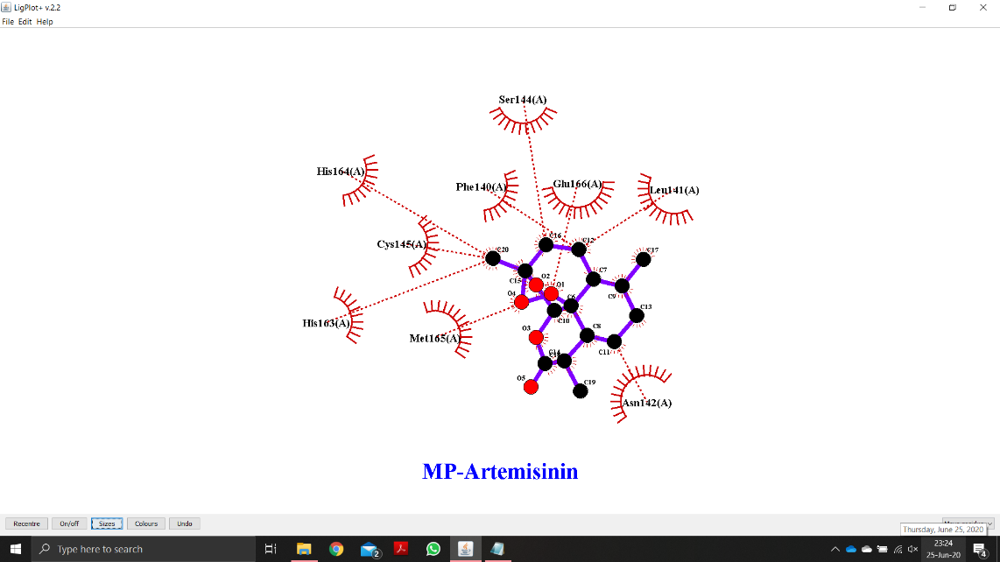 LigPlot+ v.2.2
File Edit Help
Ser144(A)
His164(A)
Phe140(A)
Glu166(A)
Leu141(A)
Cys145(A)
C16
C12
C20
C17
C15
O2
O1
C7
O4
C6
C9
His163(A)
Met165(A)
C10
C13
O3
C8
C11
C14
O5
C19
Asn142(A)
MP-Artemisinin
Recentre On/off Sizes Colours Undo
Thursday, June 25, 2020
Type here to search
2
23:24
25-Jun-20
4